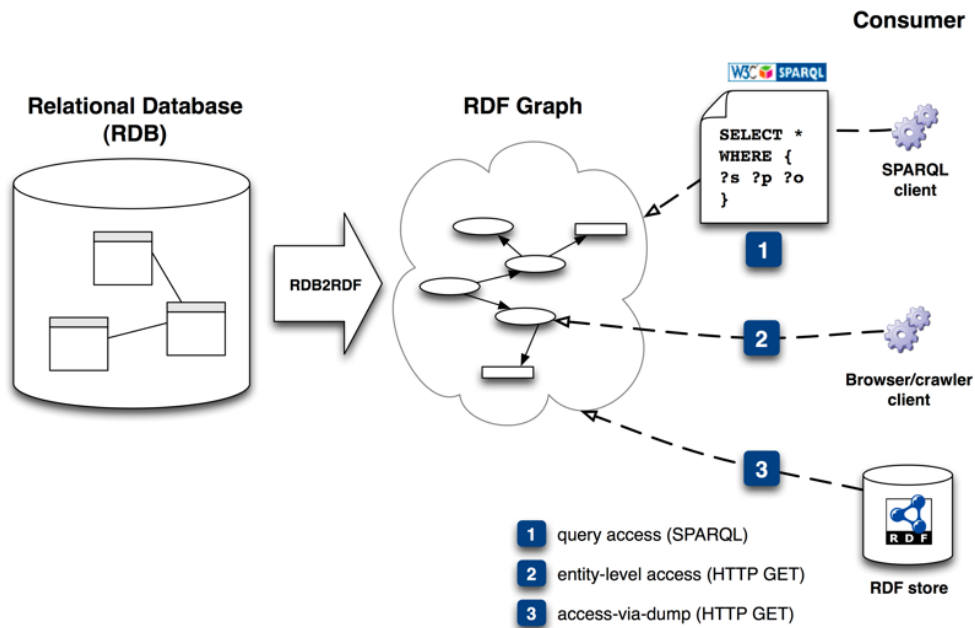 Consumer
W3C SPARQL
Relational Database
(RDB)
RDF Graph
SELECT *
WHERE {
?s ?p ?o
}
SPARQL
client
1
RDB2RDF
2
Browser/crawler
client
3
RDF
RDF store
1 query access (SPARQL)
2 entity-level access (HTTP GET)
3 access-via-dump (HTTP GET)